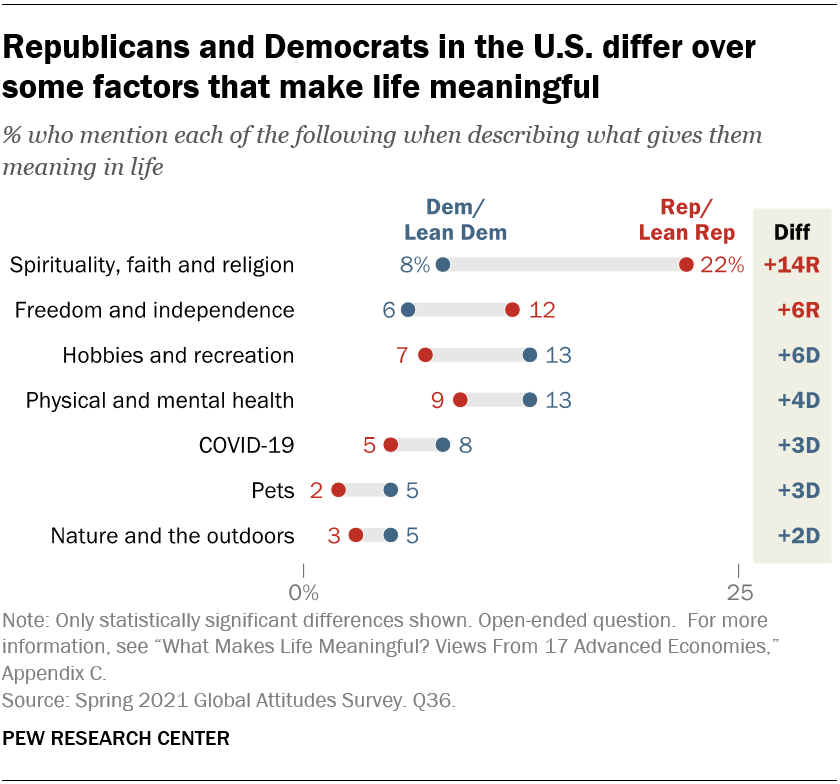 Republicans and Democrats in the U.S. differ over
some factors that make life meaningful
% who mention each of the following when describing what gives them
meaning in life
Dem/ Rep/
Lean Dem Lean Rep Diff
Spirituality, faith and religion 8% 22% +14R
Freedom and independence 6 12 +6R
Hobbies and recreation 7 13 +6D
Physical and mental health 9 13 +4D
COVID-19 5 8 +3D
Pets 2 5 +3D
Nature and the outdoors 3 5 +2D
0% 25
Note: Only statistically significant differences shown. Open-ended question.  For more
information, see “What Makes Life Meaningful? Views From 17 Advanced Economies,”
Appendix C.
Source: Spring 2021 Global Attitudes Survey. Q36.
PEW RESEARCH CENTER